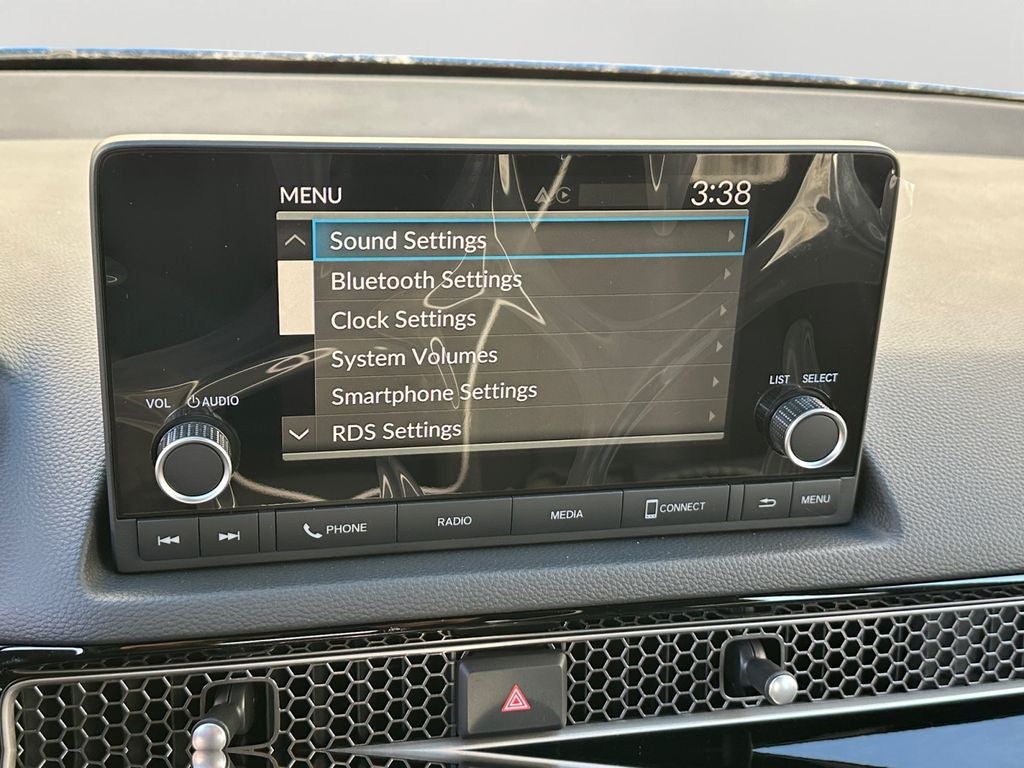 MENU 3:38
Sound Settings
Bluetooth Settings
Clock Settings
System Volumes
Smartphone Settings
RDS Settings
VOL AUDIO
LIST SELECT
PHONE RADIO MEDIA CONNECT MENU